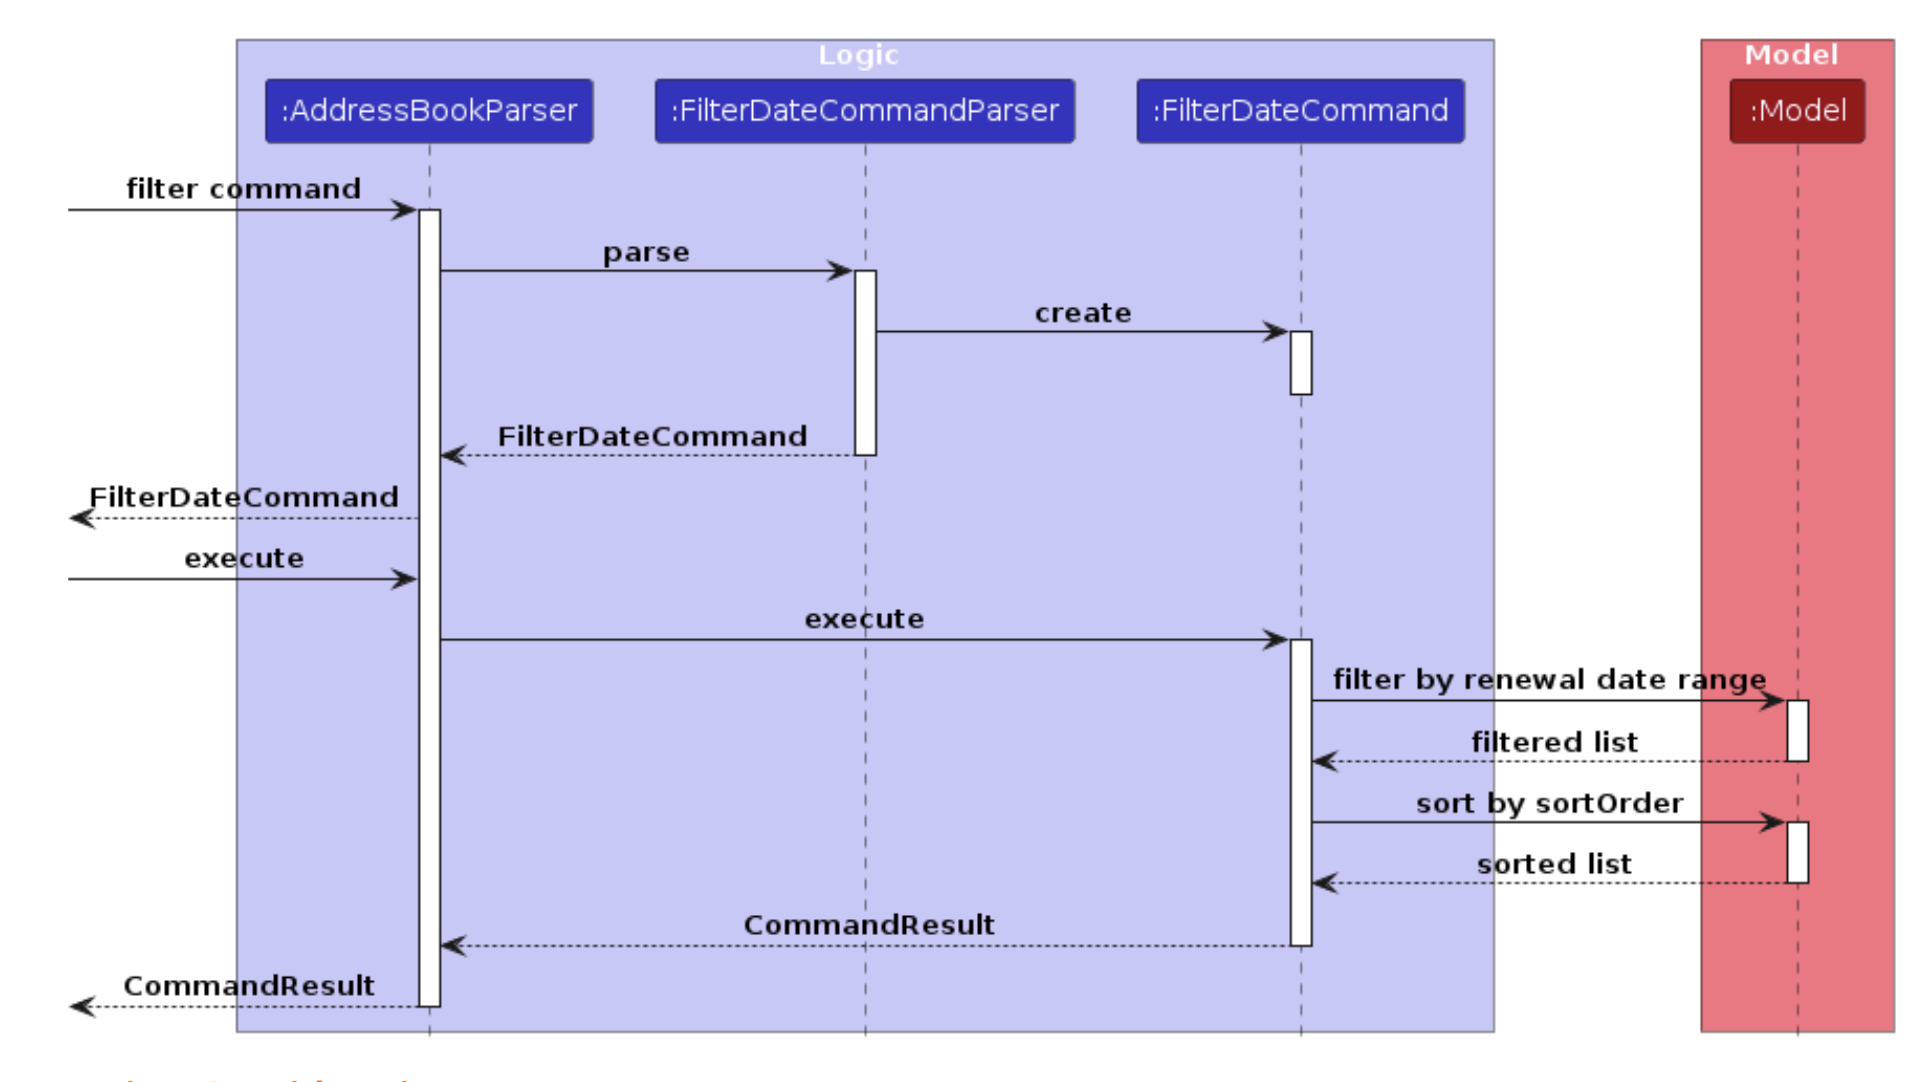 Logic
Model
:AddressBookParser
:FilterDateCommandParser
:FilterDateCommand
:Model
filter command
parse
create
FilterDateCommand
FilterDateCommand
execute
execute
filter by renewal date range
filtered list
sort by sortOrder
sorted list
CommandResult
CommandResult